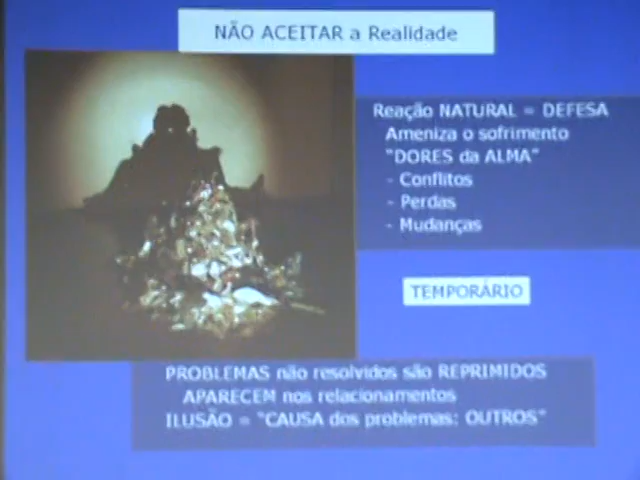 NÃO ACEITAR a Realidade
Reação NATURAL = DEFESA
Ameniza o sofrimento
"DORES da ALMA"
- Conflitos
- Perdas
- Mudanças
TEMPORÁRIO
PROBLEMAS não resolvidos são REPRIMIDOS
APARECEM nos relacionamentos
ILUSÃO = "CAUSA dos problemas: OUTROS"